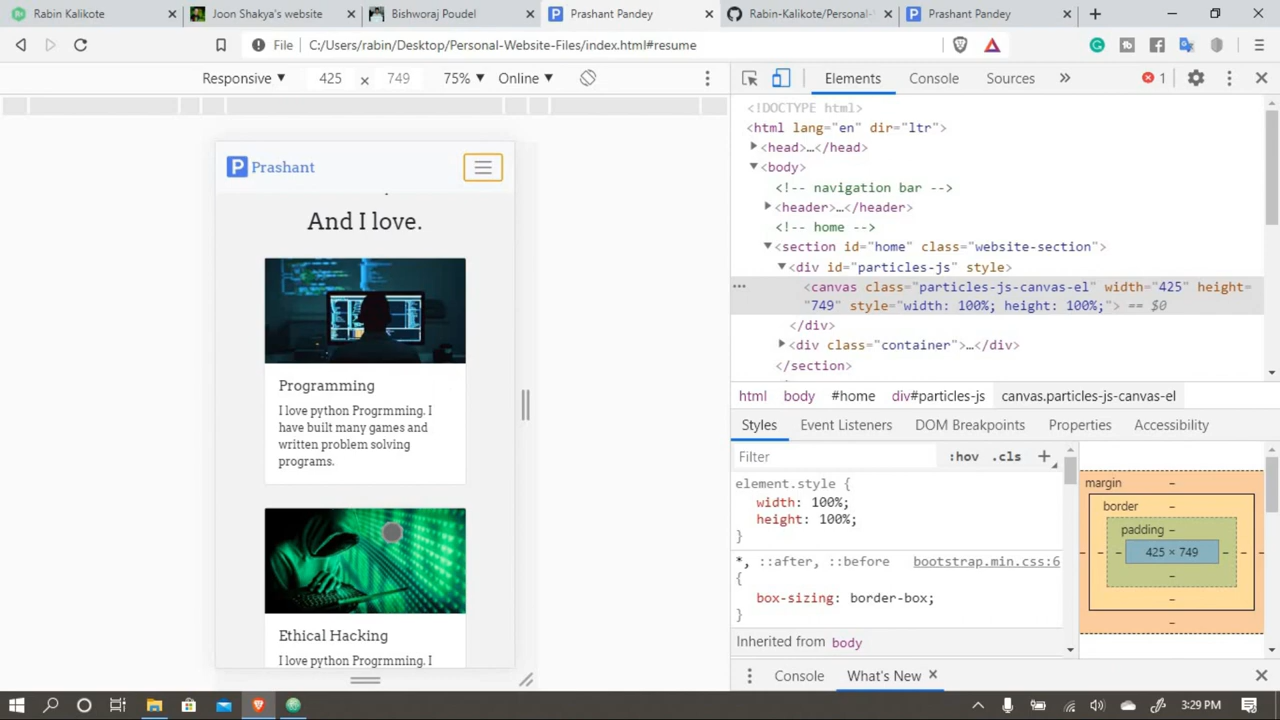 Rabin Kalikote
Joon Shakya's website
Bishworaj Poudel
Prashant Pandey
Rabin-Kalikote/Personal-
Prashant Pandey
File C:/Users/rabin/Desktop/Personal-Website-Files/index.html#resume
Responsive 425 x 749 75% Online
Elements Console Sources » 1
Prashant
And I love.
Programming
I love python Progrmming. I
have built many games and
written problem solving
programs.
Ethical Hacking
I love python Progrmming. I
<!DOCTYPE html>
<html lang="en" dir="ltr">
<head>…</head>
<body>
<!-- navigation bar -->
<header>…</header>
<!-- home -->
<section id="home" class="website-section">
<div id="particles-js" style>
<canvas class="particles-js-canvas-el" width="425" height=
"749" style="width: 100%; height: 100%;"> == $0
</div>
<div class="container">…</div>
</section>
html body #home div#particles-js canvas.particles-js-canvas-el
Styles Event Listeners DOM Breakpoints Properties Accessibility
Filter :hov .cls +
element.style {
width: 100%;
height: 100%;
}
*, ::after, ::before bootstrap.min.css:6
{
box-sizing: border-box;
}
Inherited from body
margin –
border –
padding –
– – – 425 × 749 – – –
–
–
–
Console What's New
3:29 PM